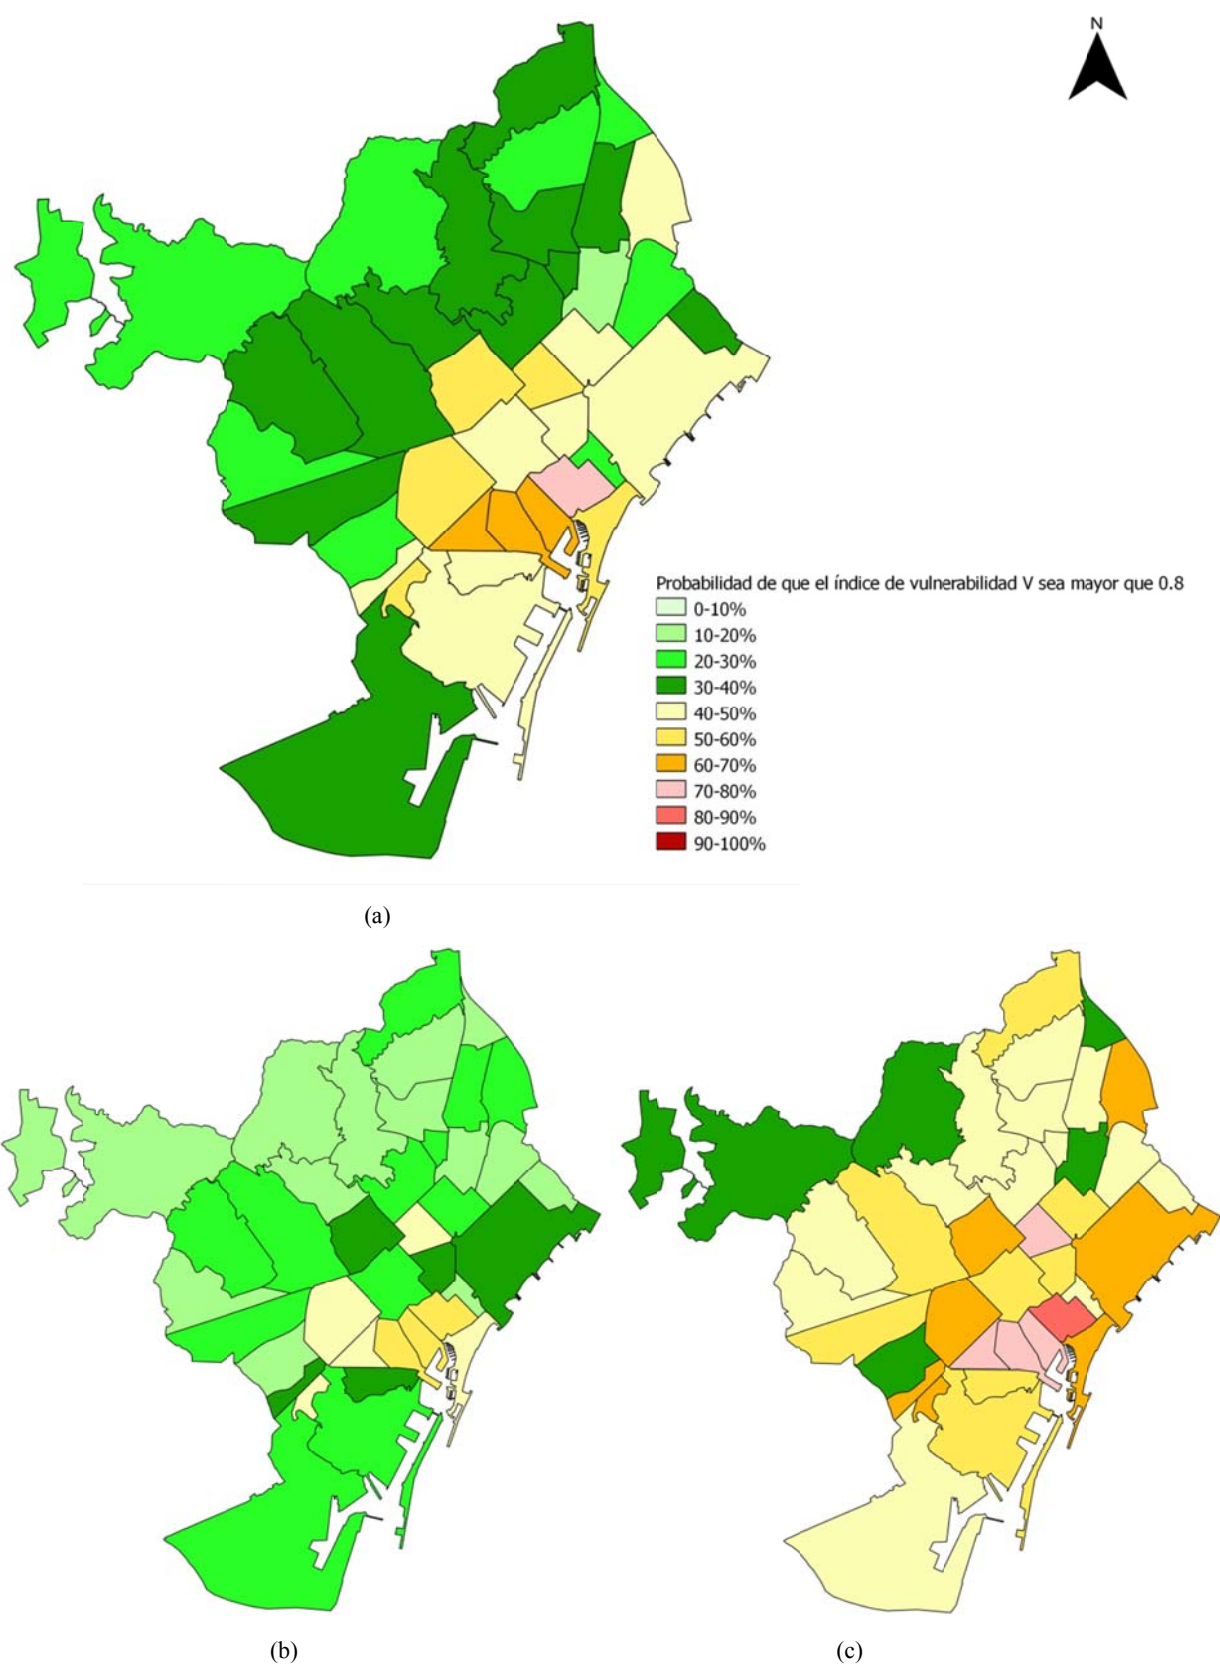 N
Probabilidad de que el índice de vulnerabilidad V sea mayor que 0.8
0-10%
10-20%
20-30%
30-40%
40-50%
50-60%
60-70%
70-80%
80-90%
90-100%
(a)
(b)
(c)